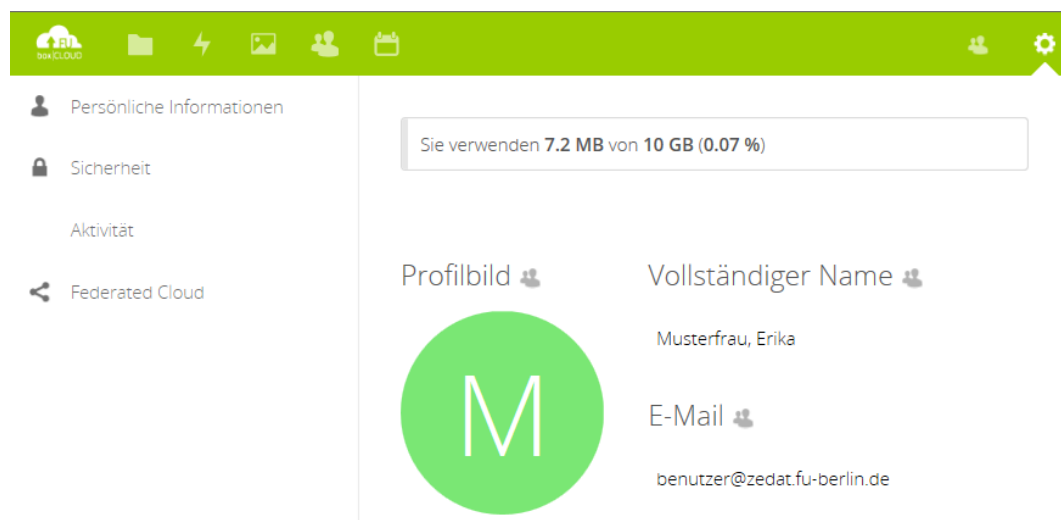 FU
box|CLOUD
Persönliche Informationen
Sicherheit
Aktivität
Federated Cloud
Sie verwenden 7.2 MB von 10 GB (0.07 %)
Profilbild
Vollständiger Name
M
Musterfrau, Erika
E-Mail
benutzer@zedat.fu-berlin.de